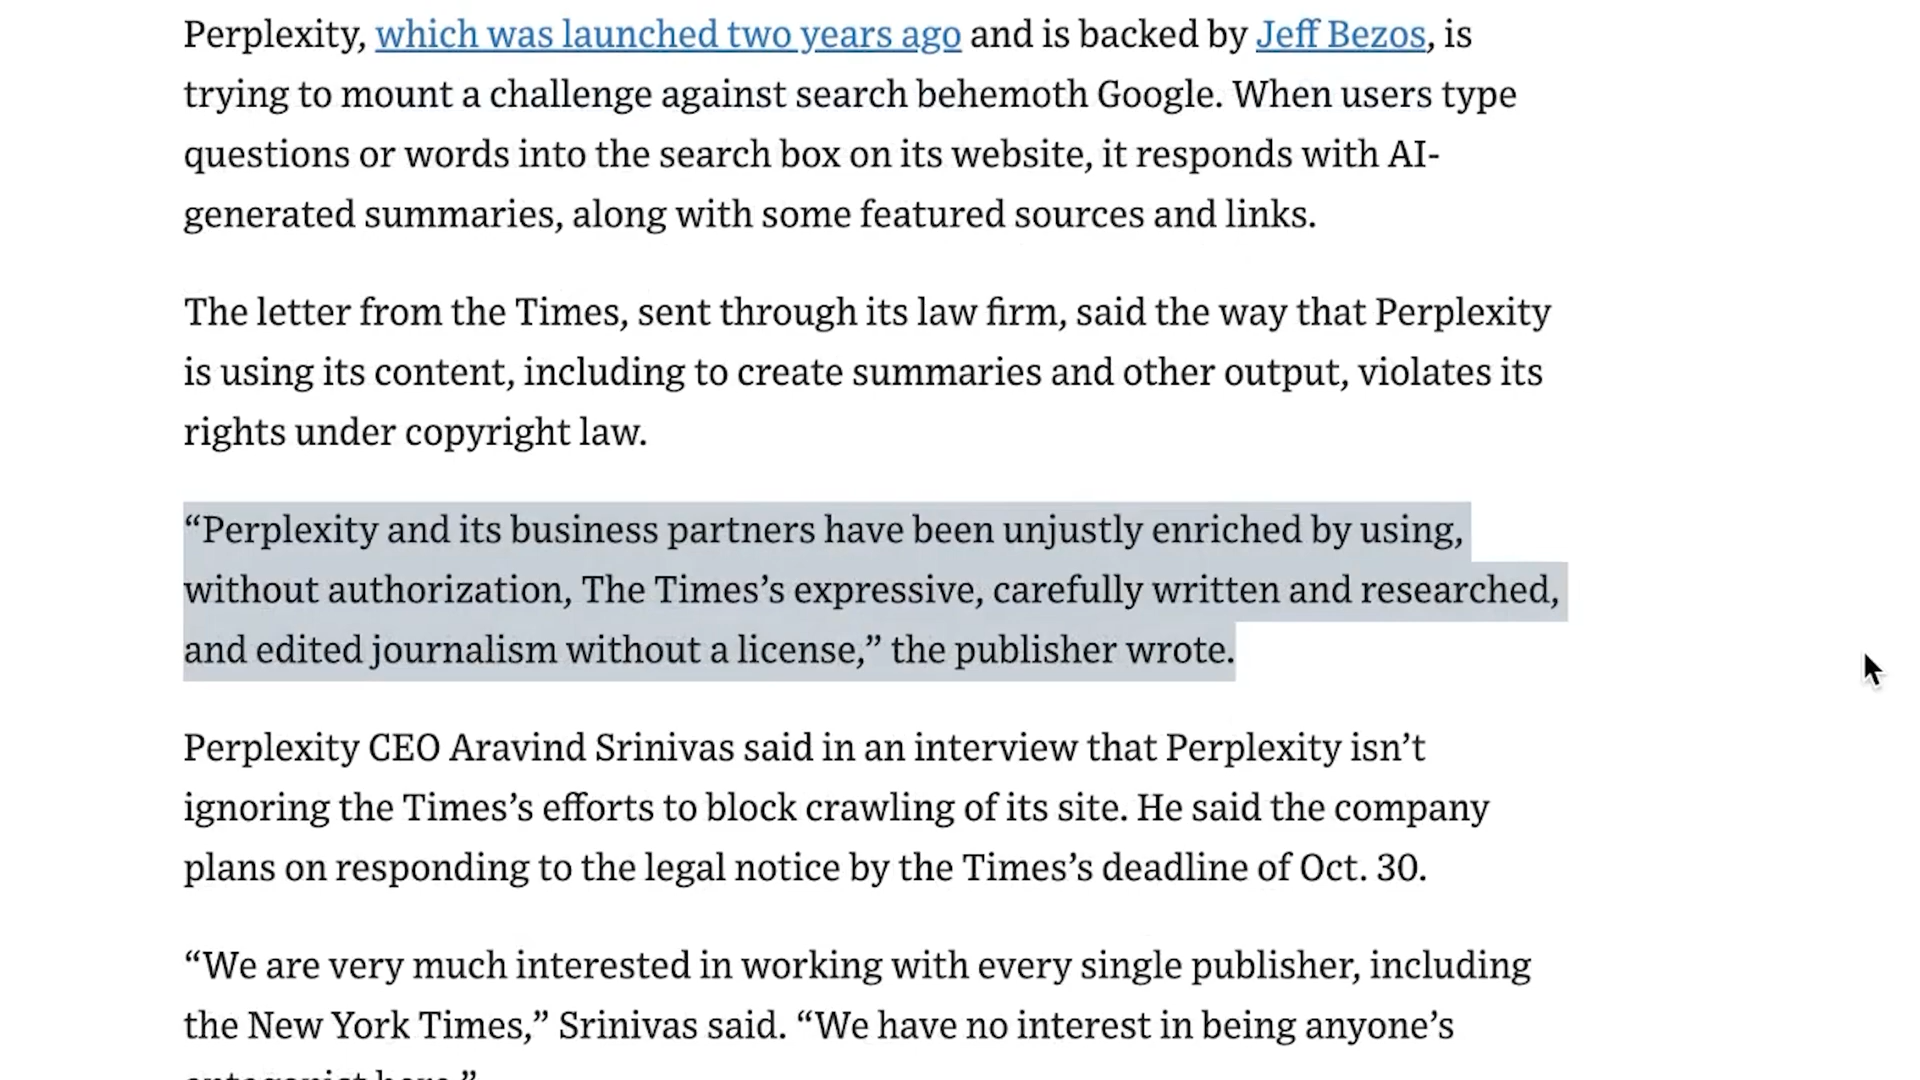 Perplexity, which was launched two years ago and is backed by Jeff Bezos, is
trying to mount a challenge against search behemoth Google. When users type
questions or words into the search box on its website, it responds with AI-
generated summaries, along with some featured sources and links.
The letter from the Times, sent through its law firm, said the way that Perplexity
is using its content, including to create summaries and other output, violates its
rights under copyright law.
“Perplexity and its business partners have been unjustly enriched by using,
without authorization, The Times’s expressive, carefully written and researched,
and edited journalism without a license,” the publisher wrote.
Perplexity CEO Aravind Srinivas said in an interview that Perplexity isn’t
ignoring the Times’s efforts to block crawling of its site. He said the company
plans on responding to the legal notice by the Times’s deadline of Oct. 30.
“We are very much interested in working with every single publisher, including
the New York Times,” Srinivas said. “We have no interest in being anyone’s